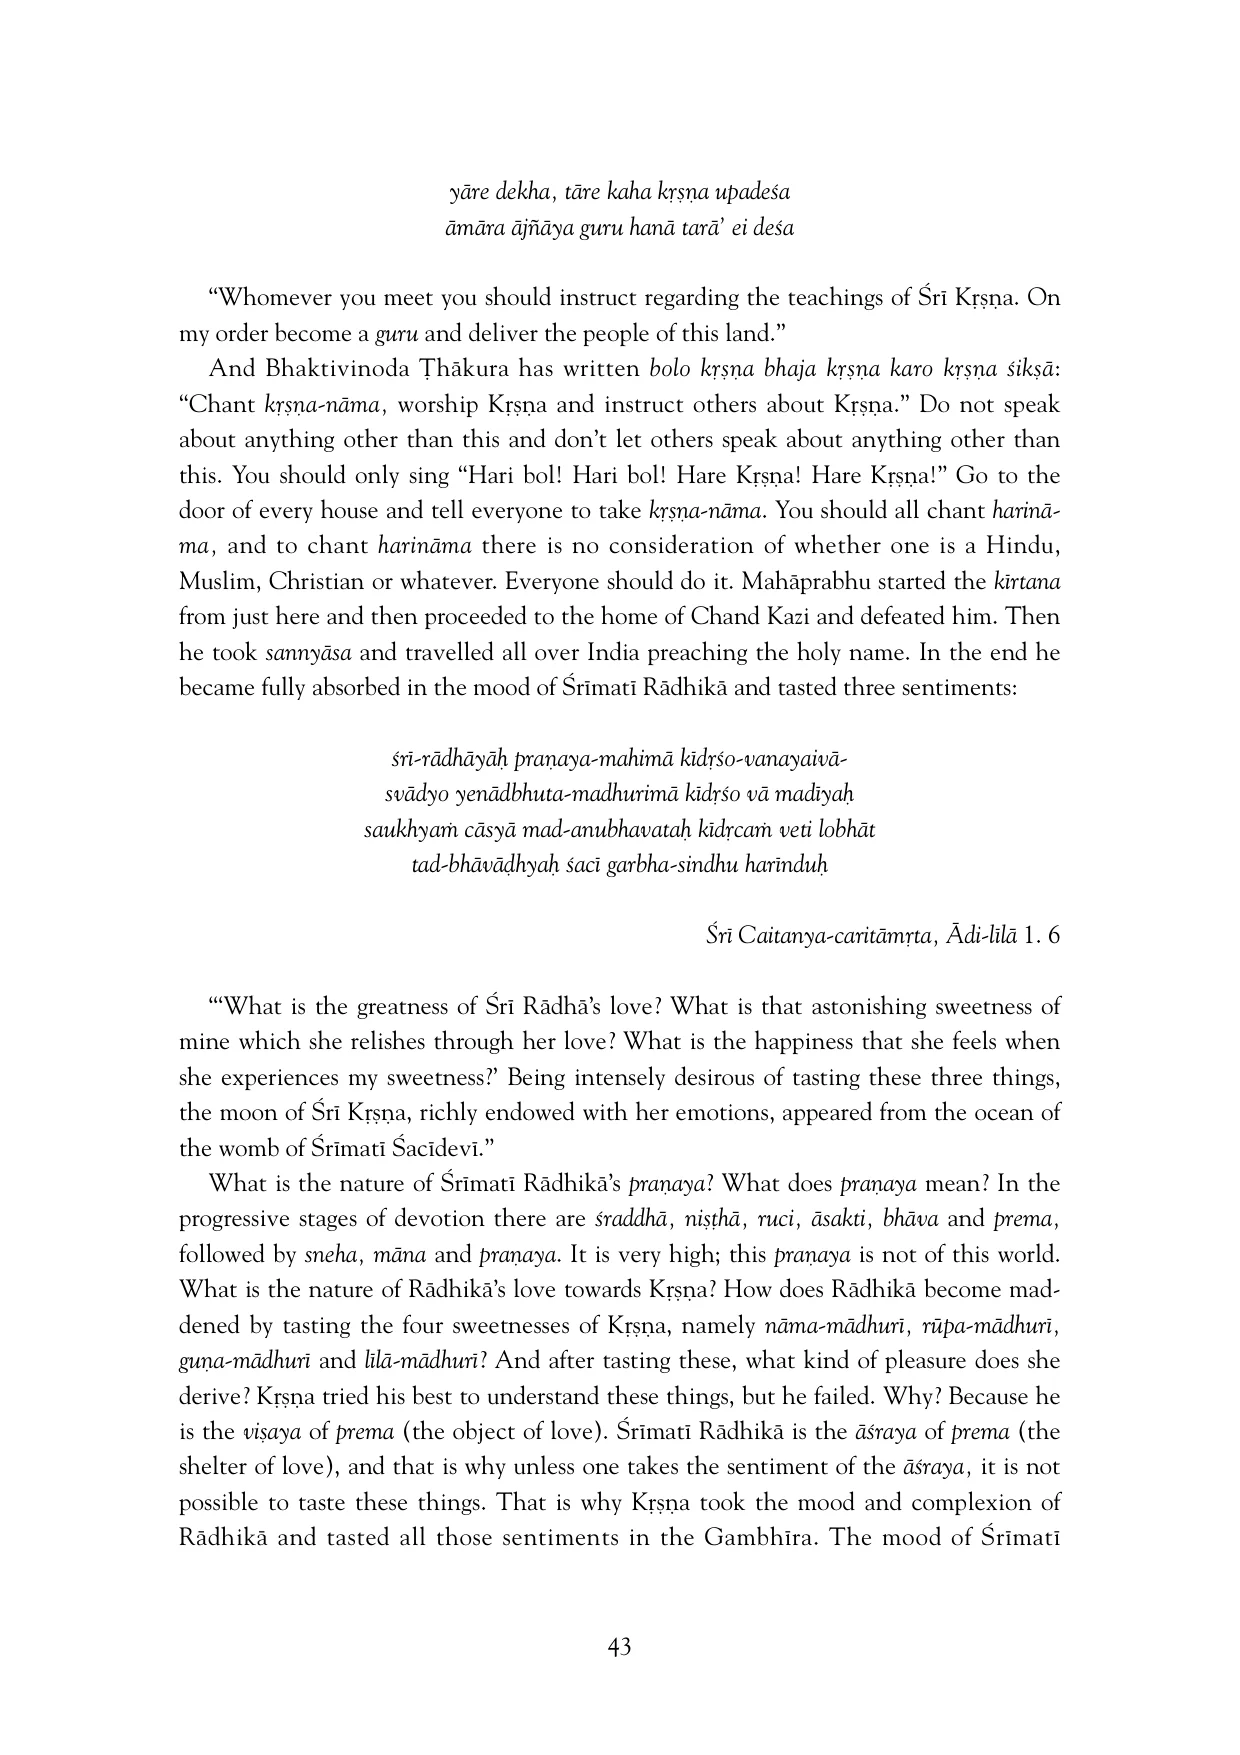 yāre dekha, tāre kaha kṛṣṇa upadeśa
āmāra ājñāya guru hanā tarā’ ei deśa
“Whomever you meet you should instruct regarding the teachings of Śrī Kṛṣṇa. On
my order become a guru and deliver the people of this land.”
And Bhaktivinoda Ṭhākura has written bolo kṛṣṇa bhaja kṛṣṇa karo kṛṣṇa śikṣā:
“Chant kṛṣṇa-nāma, worship Kṛṣṇa and instruct others about Kṛṣṇa.” Do not speak
about anything other than this and don’t let others speak about anything other than
this. You should only sing “Hari bol! Hari bol! Hare Kṛṣṇa! Hare Kṛṣṇa!” Go to the
door of every house and tell everyone to take kṛṣṇa-nāma. You should all chant harinā-
ma, and to chant harināma there is no consideration of whether one is a Hindu,
Muslim, Christian or whatever. Everyone should do it. Mahāprabhu started the kīrtana
from just here and then proceeded to the home of Chand Kazi and defeated him. Then
he took sannyāsa and travelled all over India preaching the holy name. In the end he
became fully absorbed in the mood of Śrīmatī Rādhikā and tasted three sentiments:
śrī-rādhāyāḥ praṇaya-mahimā kīdṛśo-vanayaivā-
svādyo yenādbhuta-madhurimā kīdṛśo vā madīyaḥ
saukhyaṁ cāsyā mad-anubhavataḥ kīdṛcaṁ veti lobhāt
tad-bhāvāḍhyaḥ śacī garbha-sindhu harīnduḥ
Śrī Caitanya-caritāmṛta, Ādi-līlā 1. 6
“‘What is the greatness of Śrī Rādhā’s love? What is that astonishing sweetness of
mine which she relishes through her love? What is the happiness that she feels when
she experiences my sweetness?’ Being intensely desirous of tasting these three things,
the moon of Śrī Kṛṣṇa, richly endowed with her emotions, appeared from the ocean of
the womb of Śrīmatī Śacīdevī.”
What is the nature of Śrīmatī Rādhikā’s praṇaya? What does praṇaya mean? In the
progressive stages of devotion there are śraddhā, niṣṭhā, ruci, āsakti, bhāva and prema,
followed by sneha, māna and praṇaya. It is very high; this praṇaya is not of this world.
What is the nature of Rādhikā’s love towards Kṛṣṇa? How does Rādhikā become mad-
dened by tasting the four sweetnesses of Kṛṣṇa, namely nāma-mādhurī, rūpa-mādhurī,
guṇa-mādhurī and līlā-mādhurī? And after tasting these, what kind of pleasure does she
derive? Kṛṣṇa tried his best to understand these things, but he failed. Why? Because he
is the viṣaya of prema (the object of love). Śrīmatī Rādhikā is the āśraya of prema (the
shelter of love), and that is why unless one takes the sentiment of the āśraya, it is not
possible to taste these things. That is why Kṛṣṇa took the mood and complexion of
Rādhikā and tasted all those sentiments in the Gambhīra. The mood of Śrīmatī
43